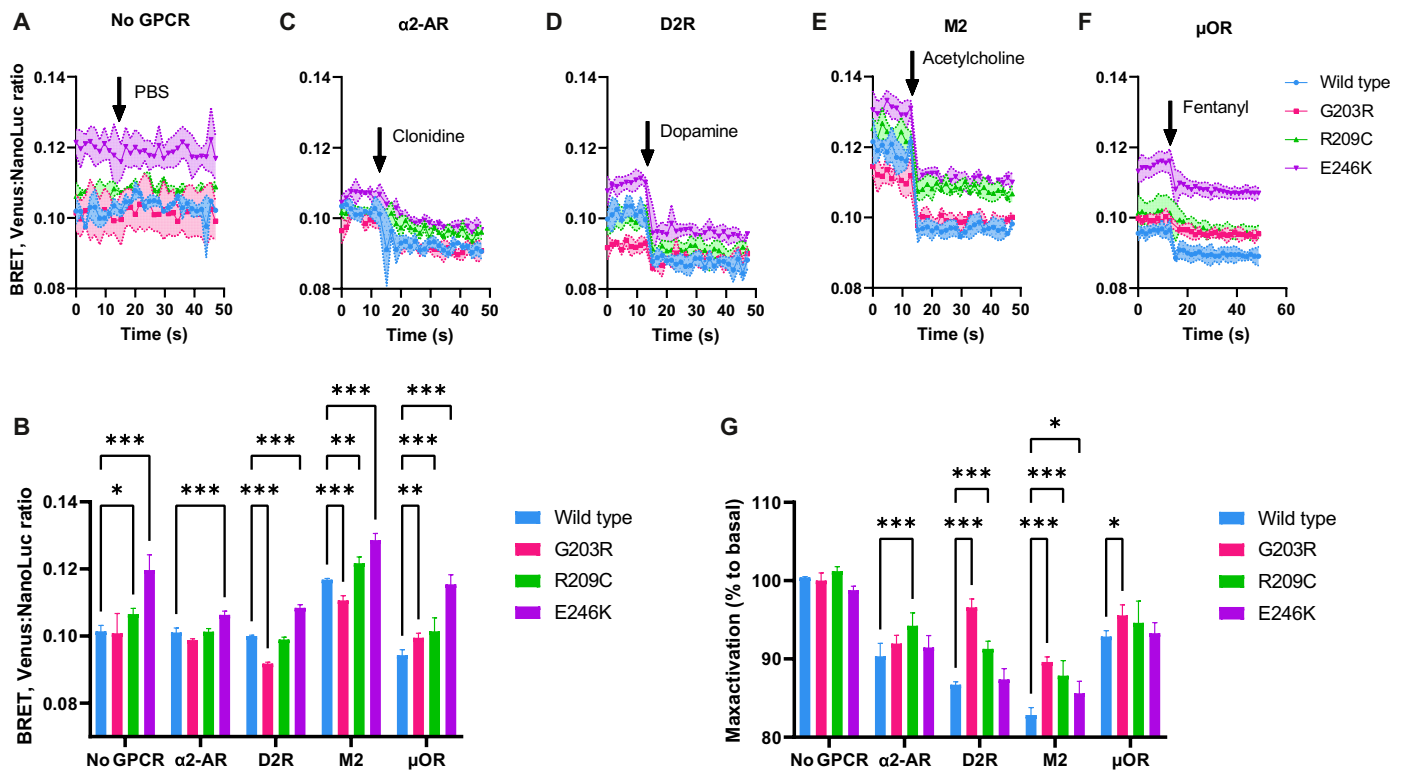 A No GPCR
BRET, Venus:NanoLuc ratio
0.14
0.12
0.10
0.08
PBS
0 10 20 30 40 50
Time (s)
C α2-AR
0.14
0.12
0.10
0.08
Clonidine
0 10 20 30 40 50
Time (s)
D D2R
0.14
0.12
0.10
0.08
Dopamine
0 10 20 30 40 50
Time (s)
E M2
0.14
0.12
0.10
0.08
Acetylcholine
0 10 20 30 40 50
Time (s)
F µOR
0.14
0.12
0.10
0.08
Fentanyl
0 20 40 60
Time (s)
Wild type
G203R
R209C
E246K
B
BRET, Venus:NanoLuc ratio
0.14
0.12
0.10
0.08
*** ***
*** ** ***
* *** *** *** **
No GPCR α2-AR D2R M2 µOR
Wild type
G203R
R209C
E246K
G
Maxactivation (% to basal)
110
100
90
80
*
*** ***
*** *** *** *
No GPCR α2-AR D2R M2 µOR
Wild type
G203R
R209C
E246K